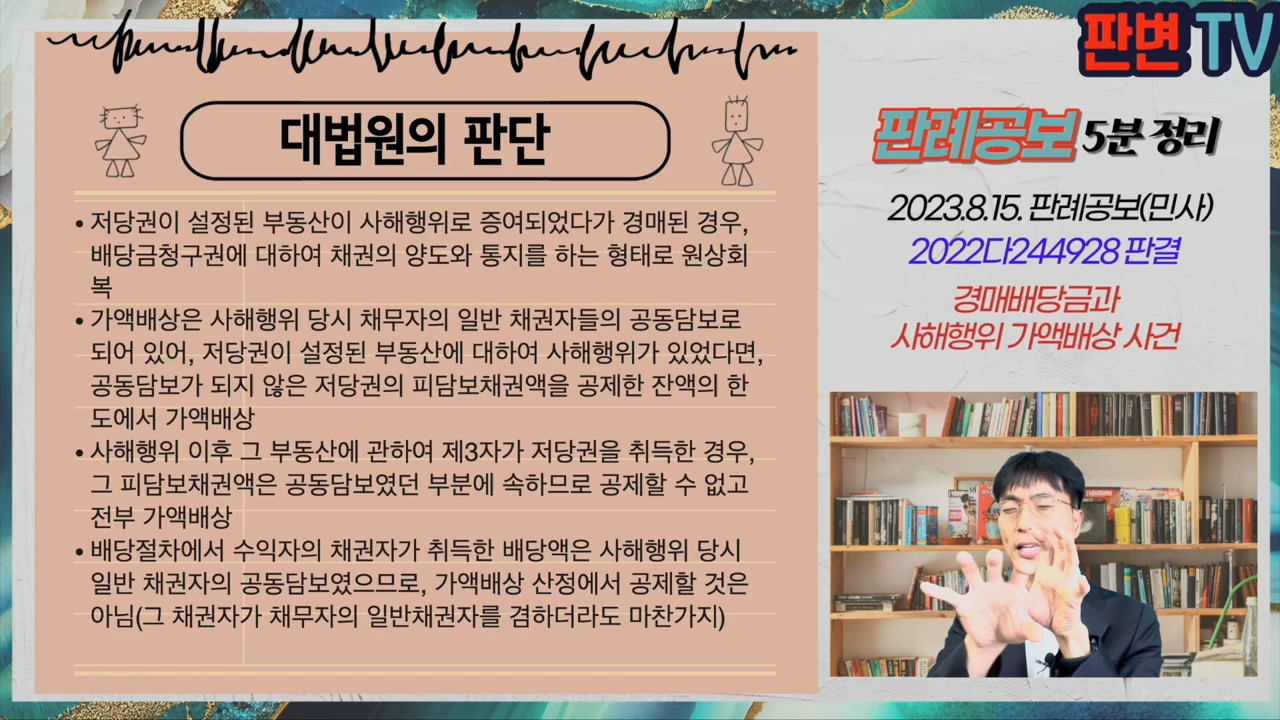 판변 TV
대법원의 판단
• 저당권이 설정된 부동산이 사해행위로 증여되었다가 경매된 경우,
배당금청구권에 대하여 채권의 양도와 통지를 하는 형태로 원상회
복
• 가액배상은 사해행위 당시 채무자의 일반 채권자들의 공동담보로
되어 있어, 저당권이 설정된 부동산에 대하여 사해행위가 있었다면,
공동담보가 되지 않은 저당권의 피담보채권액을 공제한 잔액의 한
도에서 가액배상
• 사해행위 이후 그 부동산에 관하여 제3자가 저당권을 취득한 경우,
그 피담보채권액은 공동담보였던 부분에 속하므로 공제할 수 없고
전부 가액배상
• 배당절차에서 수익자의 채권자가 취득한 배당액은 사해행위 당시
일반 채권자의 공동담보였으므로, 가액배상 산정에서 공제할 것은
아님(그 채권자가 채무자의 일반채권자를 겸하더라도 마찬가지)
판례공보 5분 정리
2023.8.15. 판례공보(민사)
2022다244928 판결
경매배당금과
사해행위 가액배상 사건